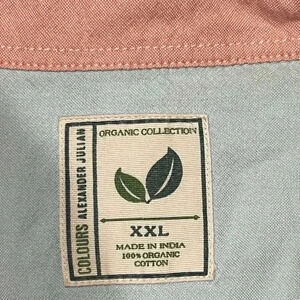 COLOURS ALEXANDER JULIAN
ORGANIC COLLECTION
XXL
MADE IN INDIA
100% ORGANIC
COTTON